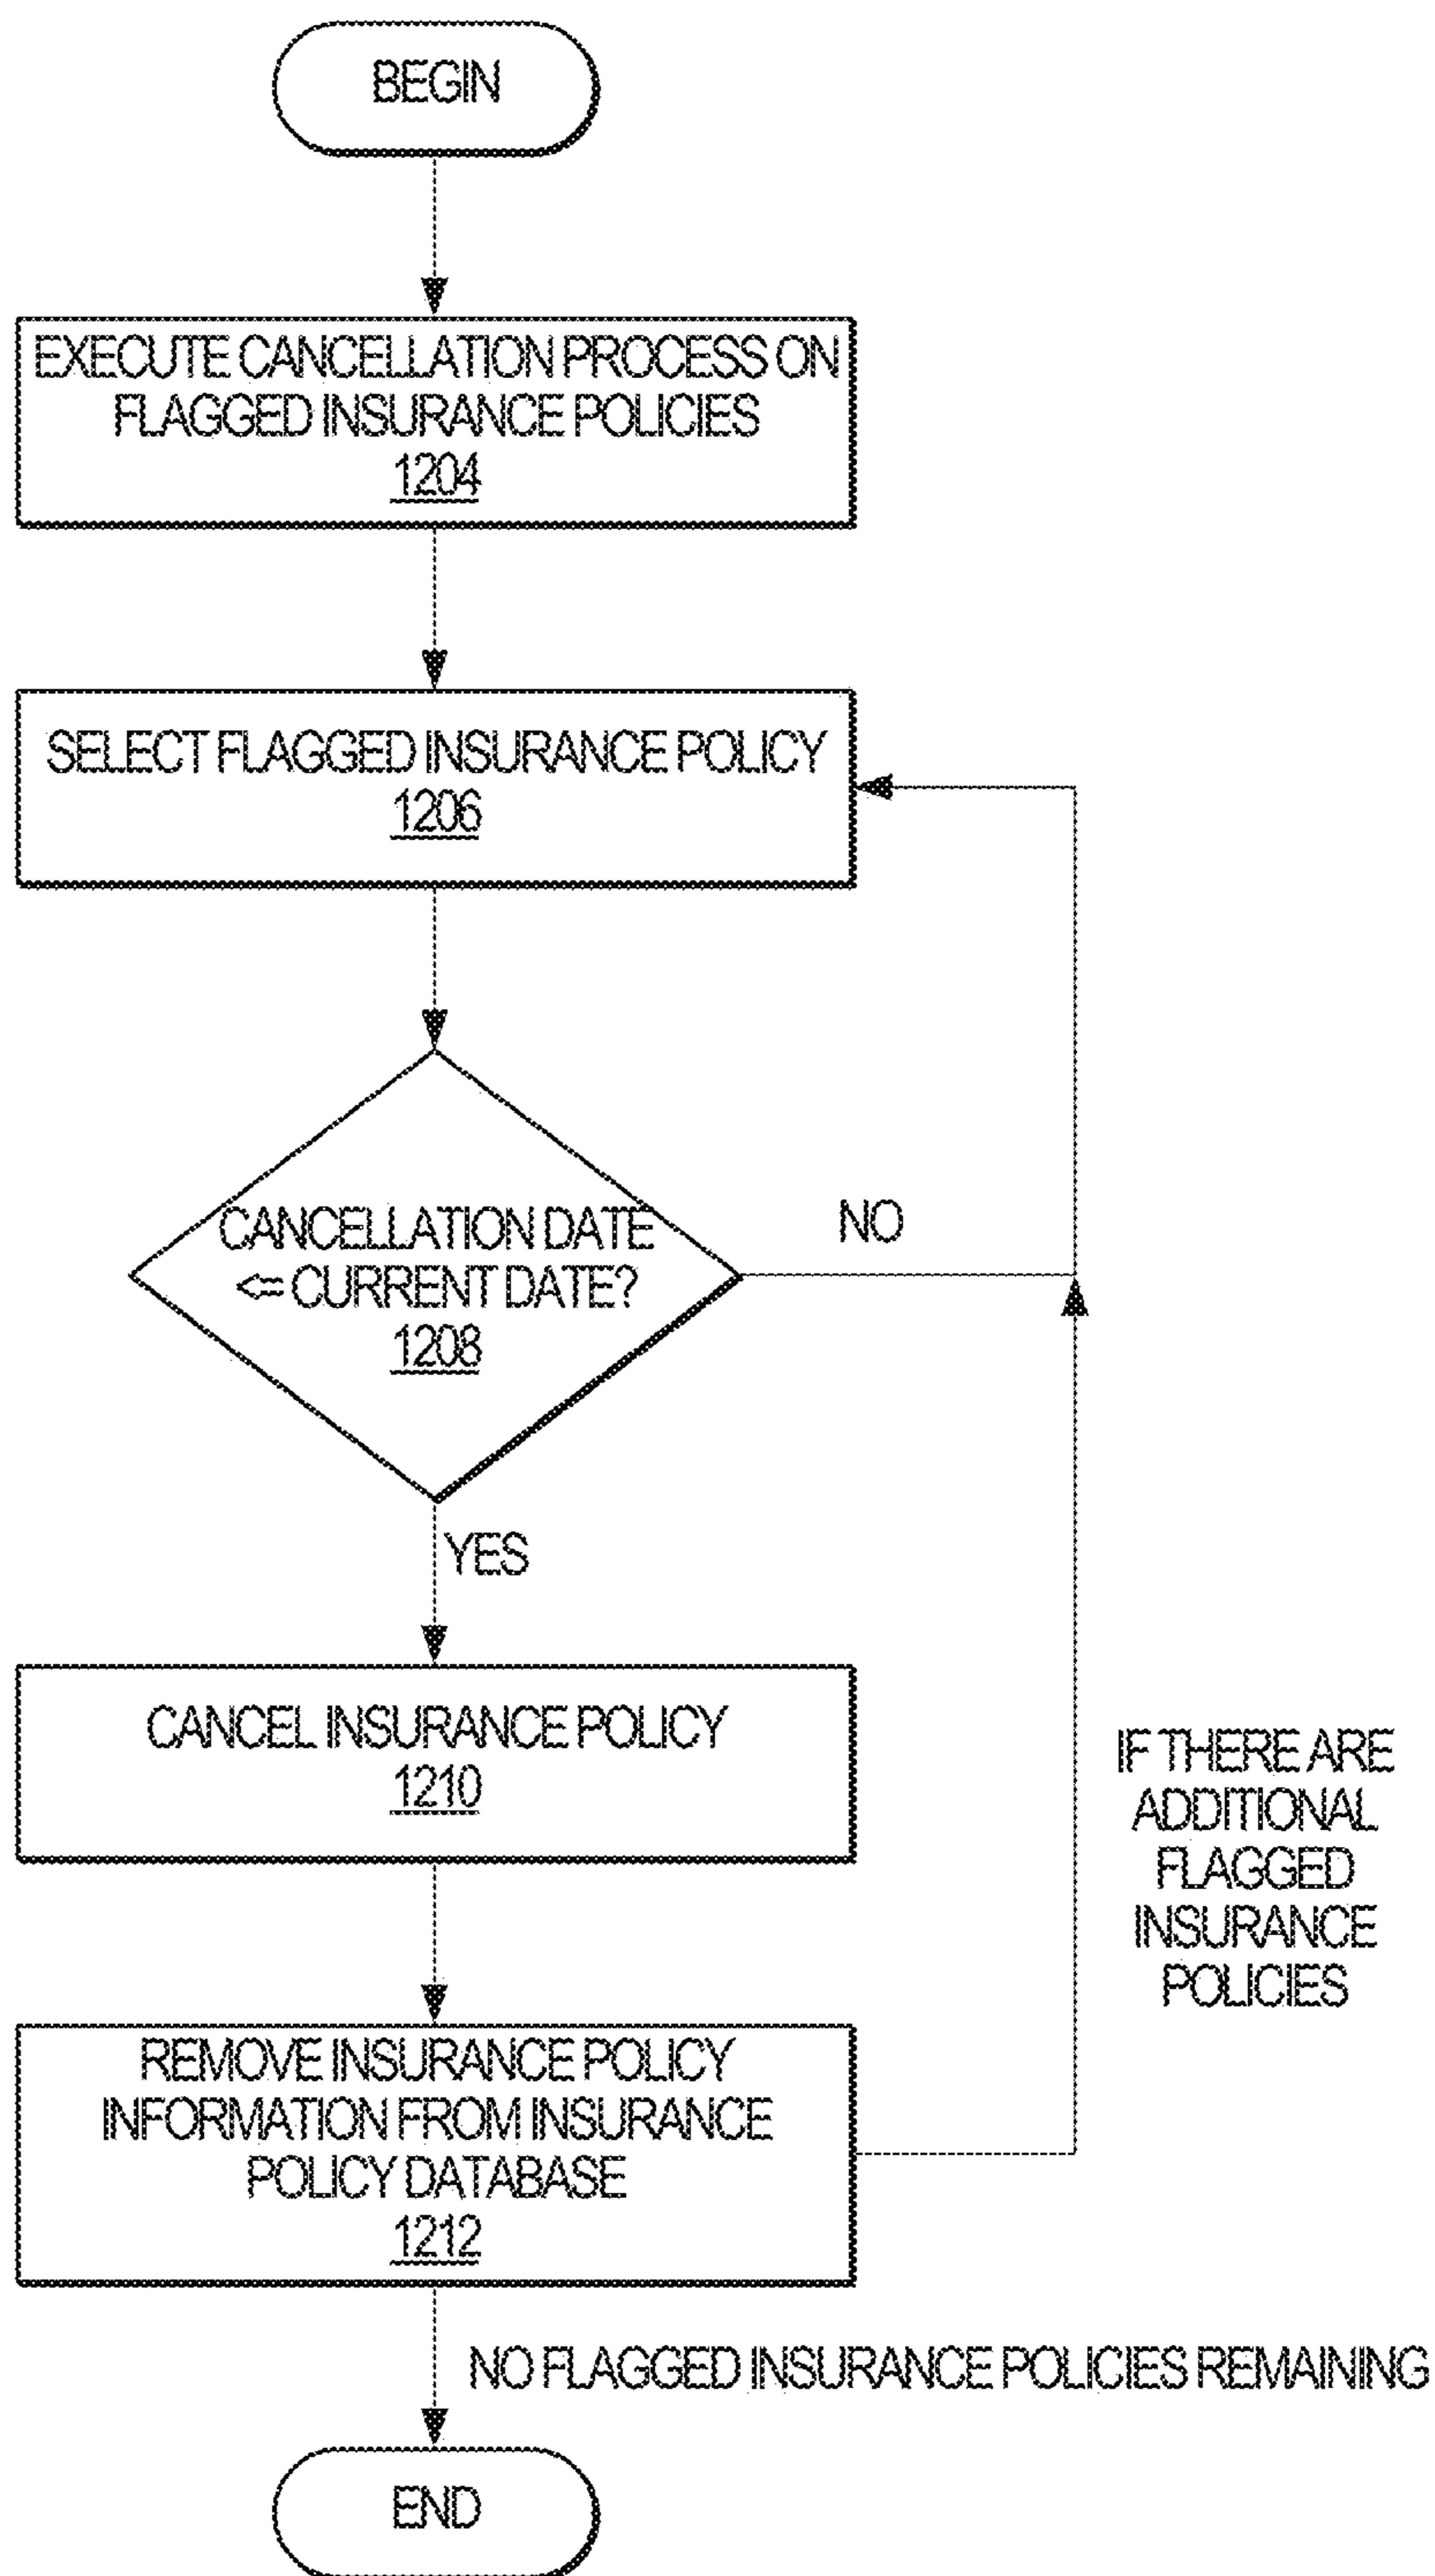 BEGIN
EXECUTE CANCELLATION PROCESS ON
FLAGGED INSURANCE POLICIES
1204
SELECT FLAGGED INSURANCE POLICY
1206
CANCELLATION DATE
<= CURRENT DATE?
1208
NO
YES
CANCEL INSURANCE POLICY
1210
IF THERE ARE
ADDITIONAL
FLAGGED
INSURANCE
POLICIES
REMOVE INSURANCE POLICY
INFORMATION FROM INSURANCE
POLICY DATABASE
1212
NO FLAGGED INSURANCE POLICIES REMAINING
END